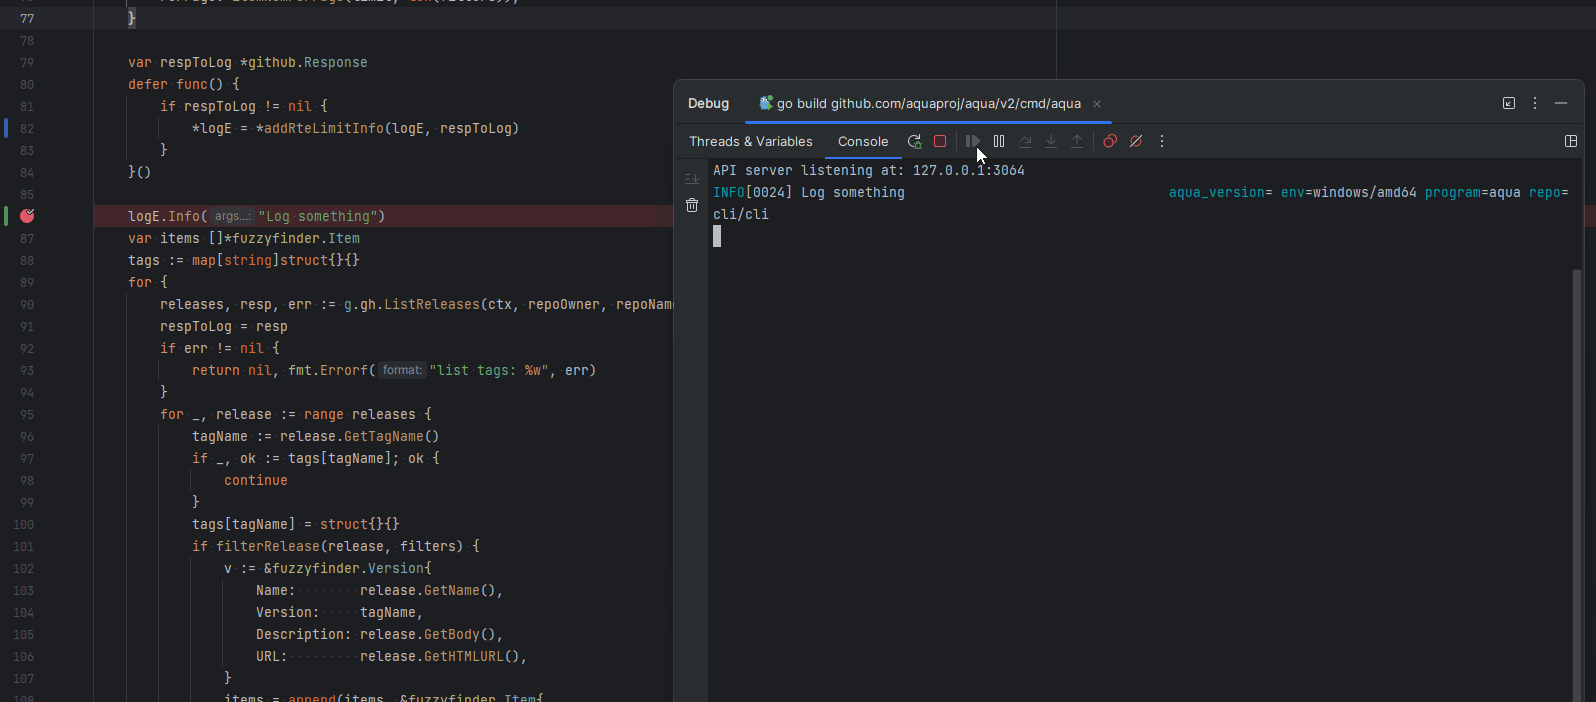 77 }
78
79 var respToLog *github.Response
80 defer func() {
81 if respToLog != nil {
82 *logE = *addRteLimitInfo(logE, respToLog)
83 }
84 }()
85
logE.Info( args...: "Log something")
87 var items []*fuzzyfinder.Item
88 tags := map[string]struct{}{}
89 for {
90 releases, resp, err := g.gh.ListReleases(ctx, repoOwner, repoNam
91 respToLog = resp
92 if err != nil {
93 return nil, fmt.Errorf( format: "list tags: %w", err)
94 }
95 for _, release := range releases {
96 tagName := release.GetTagName()
97 if _, ok := tags[tagName]; ok {
98 continue
99 }
100 tags[tagName] = struct{}{}
101 if filterRelease(release, filters) {
102 v := &fuzzyfinder.Version{
103 Name: release.GetName(),
104 Version: tagName,
105 Description: release.GetBody(),
106 URL: release.GetHTMLURL(),
107 }
108 items = append(items, &fuzzyfinder.Item{
Debug go build github.com/aquaproj/aqua/v2/cmd/aqua
Threads & Variables Console
API server listening at: 127.0.0.1:3064
INFO[0024] Log something aqua_version= env=windows/amd64 program=aqua repo=
cli/cli